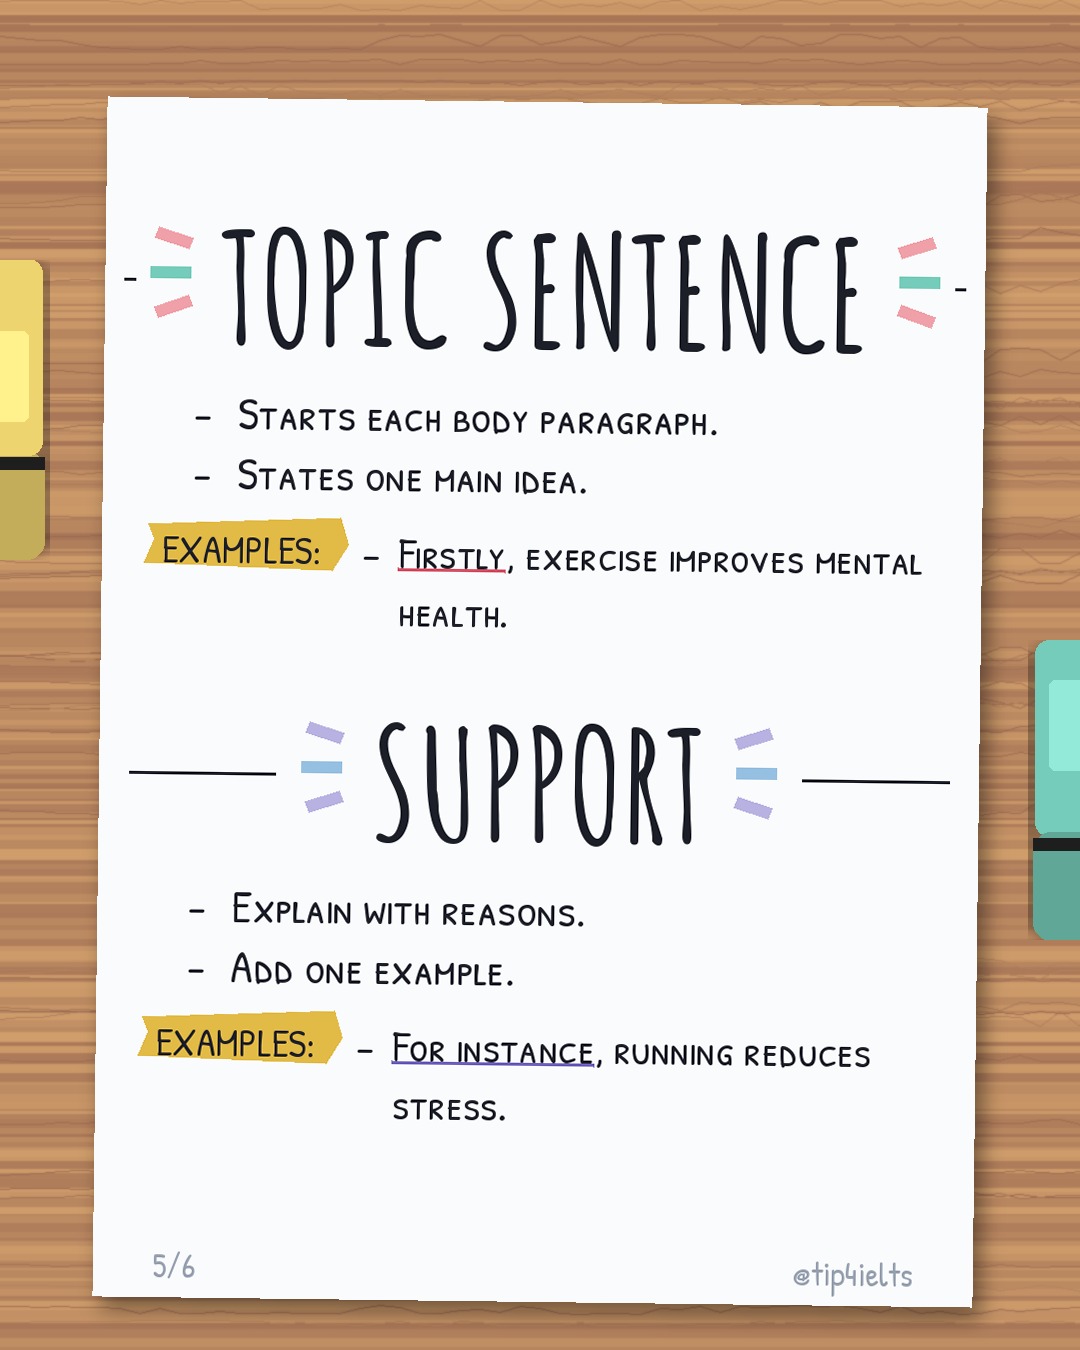 TOPIC SENTENCE
- Starts each body paragraph.
- States one main idea.
EXAMPLES:
- Firstly, exercise improves mental
health.
SUPPORT
- Explain with reasons.
- Add one example.
EXAMPLES:
- For instance, running reduces
stress.
5/6
@tip4ielts